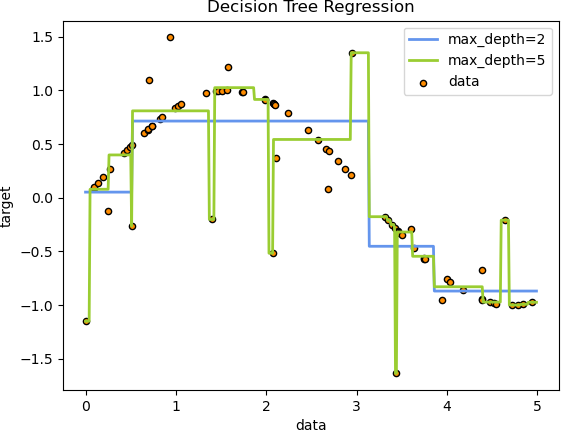 Decision Tree Regression
max_depth=2
max_depth=5
data
target
1.5
1.0
0.5
0.0
−0.5
−1.0
−1.5
0 1 2 3 4 5
data